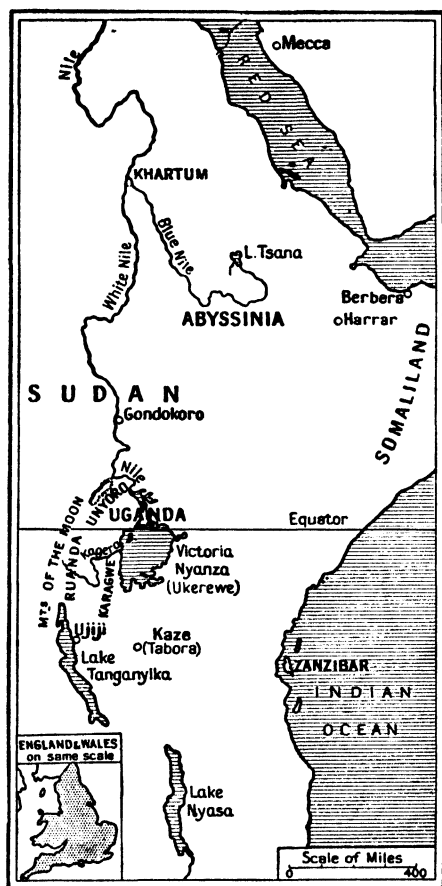 Nile
Mecca
RED SEA
KHARTUM
White Nile
Blue Nile
L. Tsana
ABYSSINIA
Berbera
Harrar
SOMALILAND
SUDAN
Gondokoro
Nile
UNYORO
UGANDA
Equator
MTS OF THE MOON
RUANDA
Kagera
KARAGWE
Victoria
Nyanza
(Ukerewe)
Ujiji
Lake
Tanganyika
Kaze
(Tabora)
ZANZIBAR
INDIAN
OCEAN
ENGLAND & WALES
on same scale
Lake
Nyasa
Scale of Miles
0 400